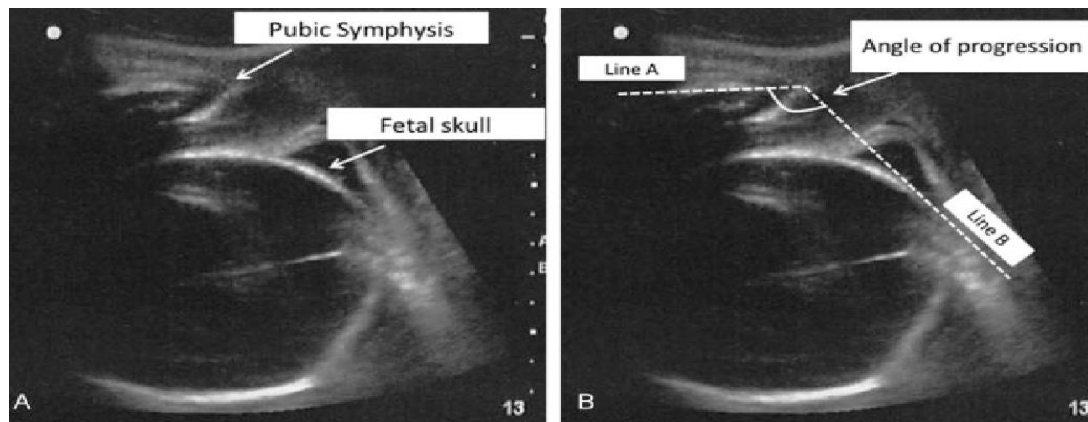 Pubic Symphysis
Fetal skull
A
13
Angle of progression
Line A
Line B
B
13